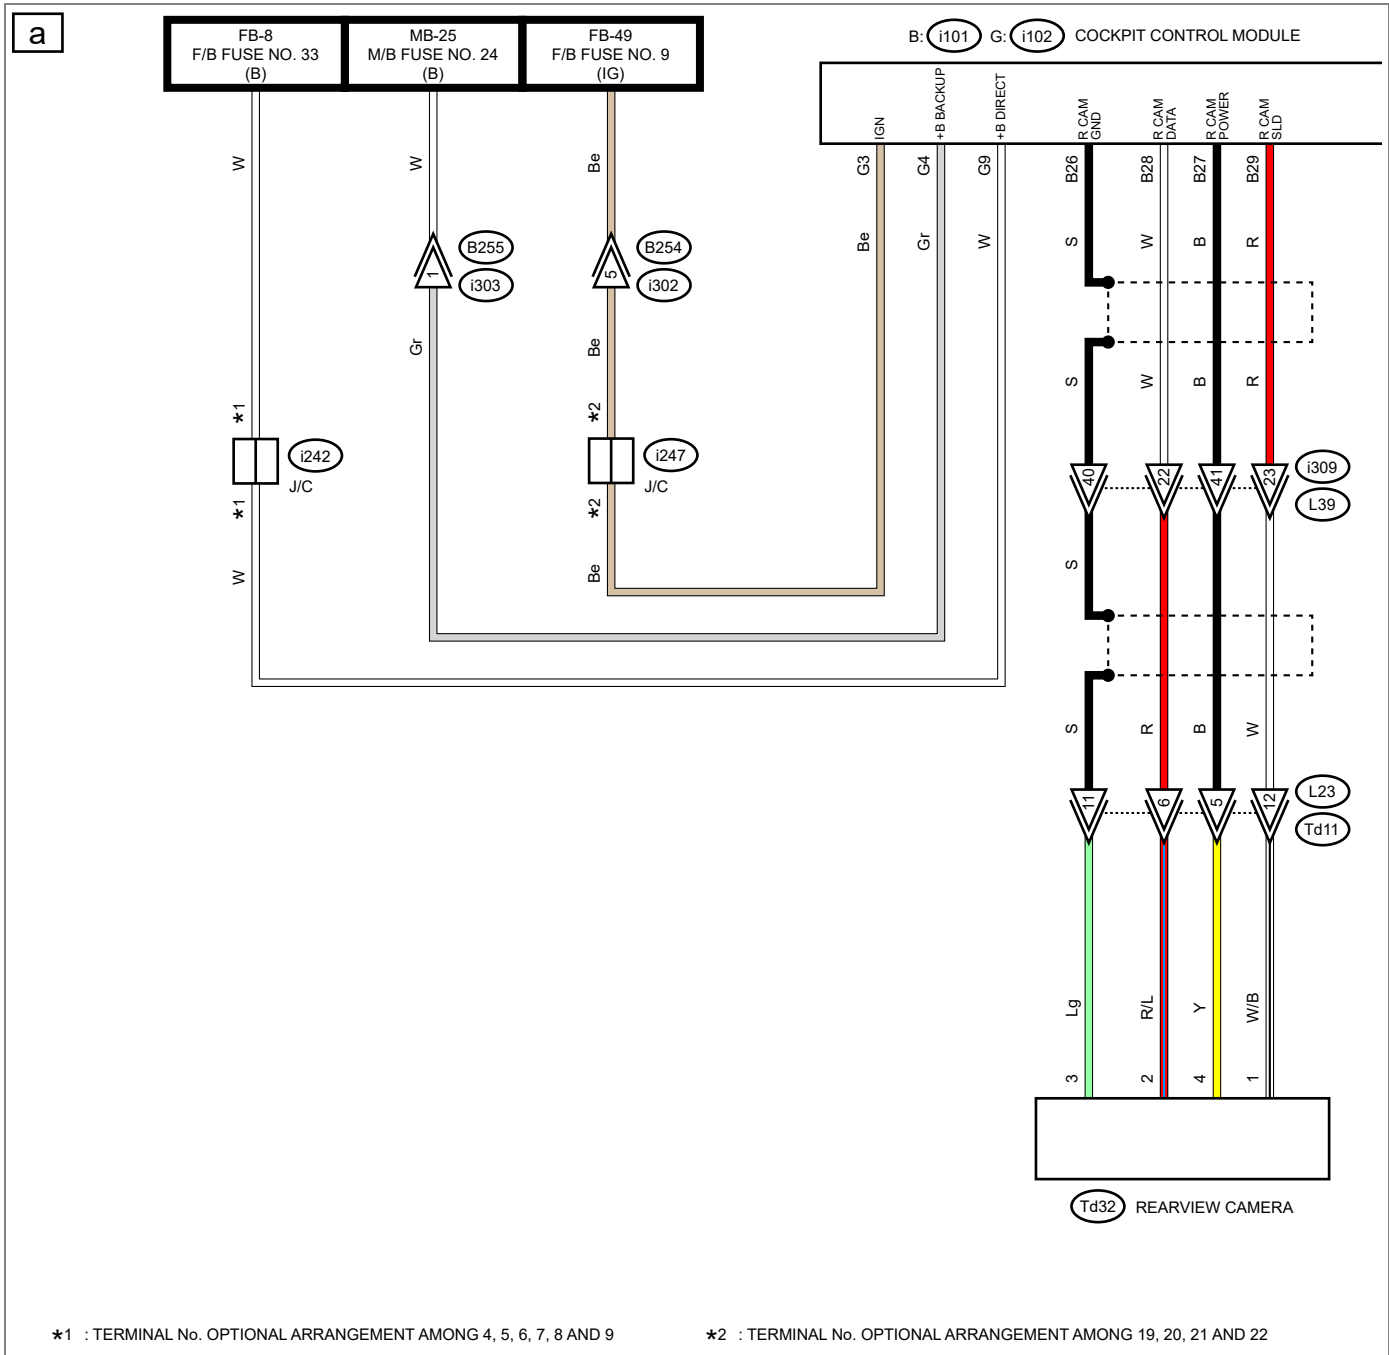 a
FB-8
F/B FUSE NO. 33
(B)
MB-25
M/B FUSE NO. 24
(B)
FB-49
F/B FUSE NO. 9
(IG)
B: i101 G: i102 COCKPIT CONTROL MODULE
IGN
+B BACKUP
+B DIRECT
R CAM
GND
R CAM
DATA
R CAM
POWER
R CAM
SLD
W
W
Be
G3
G4
G9
B26
B28
B27
B29
Be
Gr
W
S
W
B
R
1
B255
i303
5
B254
i302
Gr
Be
S
W
B
R
*1
*2
i242
J/C
i247
J/C
*1
*2
40
22
41
23
i309
L39
W
Be
S
S
R
B
W
11
6
5
12
L23
Td11
Lg
R/L
Y
W/B
3
2
4
1
Td32 REARVIEW CAMERA
*1 : TERMINAL No. OPTIONAL ARRANGEMENT AMONG 4, 5, 6, 7, 8 AND 9
*2 : TERMINAL No. OPTIONAL ARRANGEMENT AMONG 19, 20, 21 AND 22